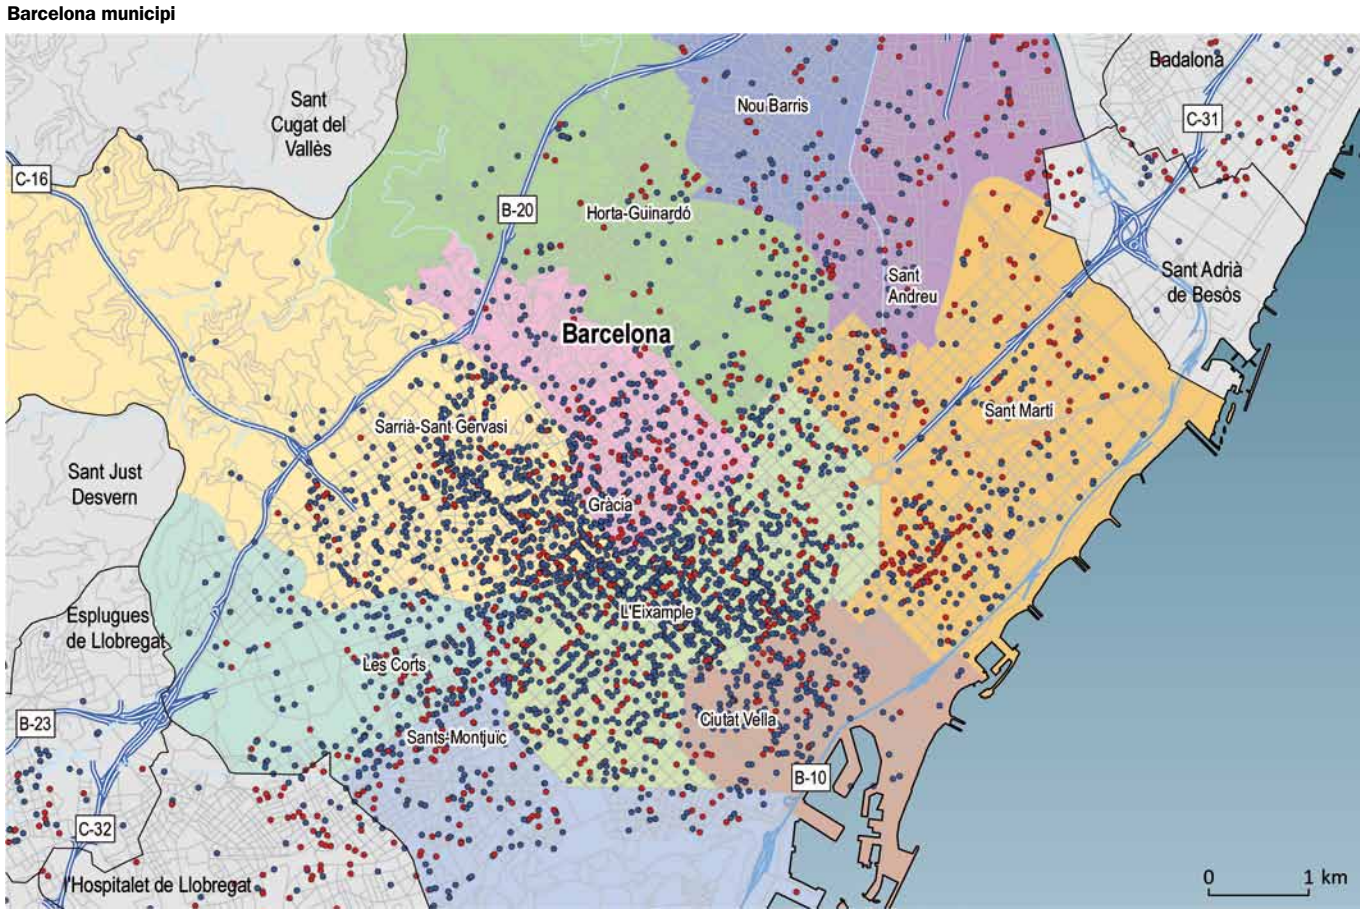 Barcelona municipi
Badalona
Sant
Cugat del
Vallès
Nou Barris
C-31
C-16
B-20
Horta-Guinardó
Sant
Andreu
Sant Adrià
de Besòs
Barcelona
Sant Martí
Sarrià-Sant Gervasi
Sant Just
Desvern
Gràcia
Esplugues
de Llobregat
L'Eixample
Les Corts
B-23
Ciutat Vella
Sants-Montjuïc
B-10
C-32
l'Hospitalet de Llobregat
0 1 km